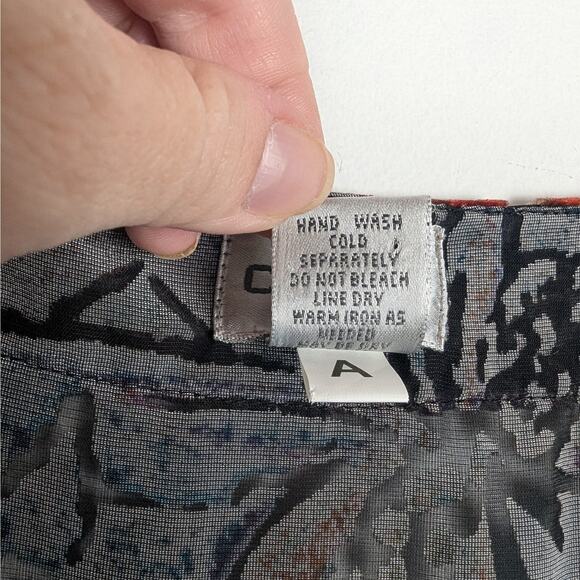 HAND WASH
COLD
SEPARATELY
DO NOT BLEACH
LINE DRY
WARM IRON AS
NEEDED
A